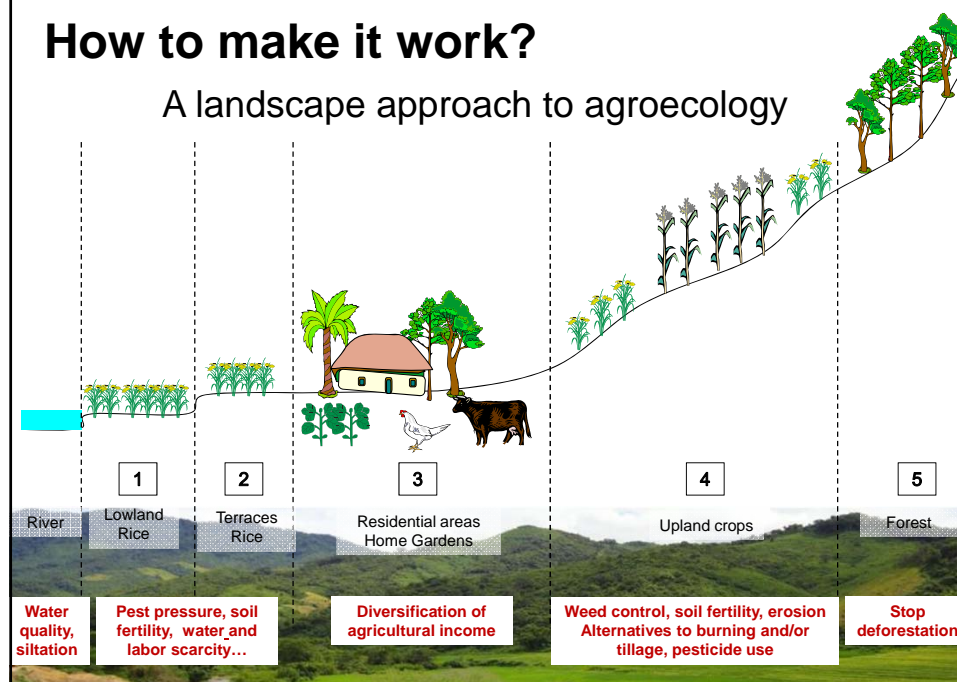 How to make it work?
A landscape approach to agroecology
1
2
3
4
5
River
Lowland
Rice
Terraces
Rice
Residential areas
Home Gardens
Upland crops
Forest
Water
quality,
siltation
Pest pressure, soil
fertility, water and
labor scarcity…
Diversification of
agricultural income
Weed control, soil fertility, erosion
Alternatives to burning and/or
tillage, pesticide use
Stop
deforestation